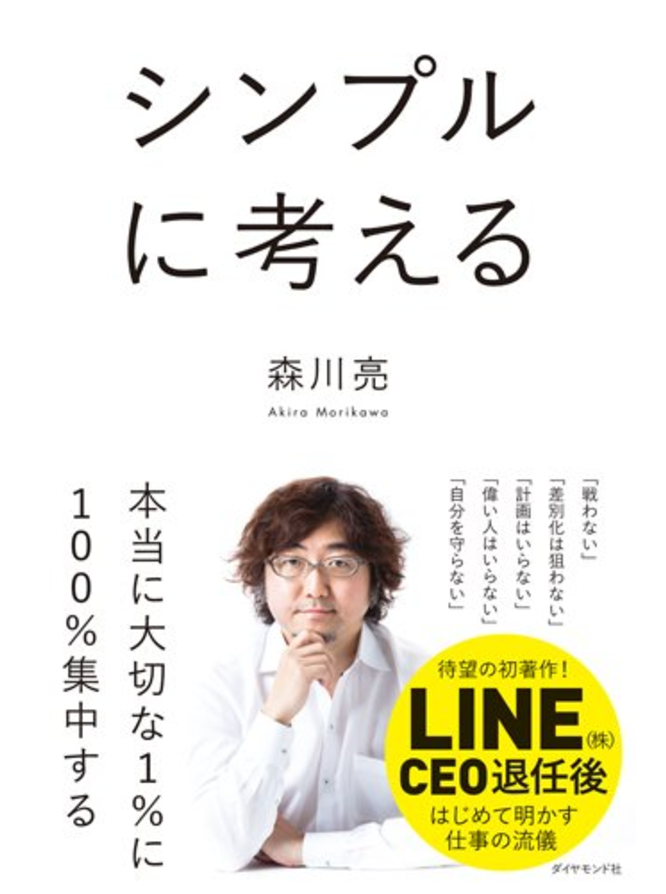 シンプル
に考える
森川亮
Akira Morikawa
「戦わない」
「差別化は狙わない」
「計画はいらない」
「偉い人はいらない」
「自分を守らない」
本当に大切な1%に
100%集中する
待望の初著作!
LINE(株)
CEO退任後
はじめて明かす
仕事の流儀
ダイヤモンド社